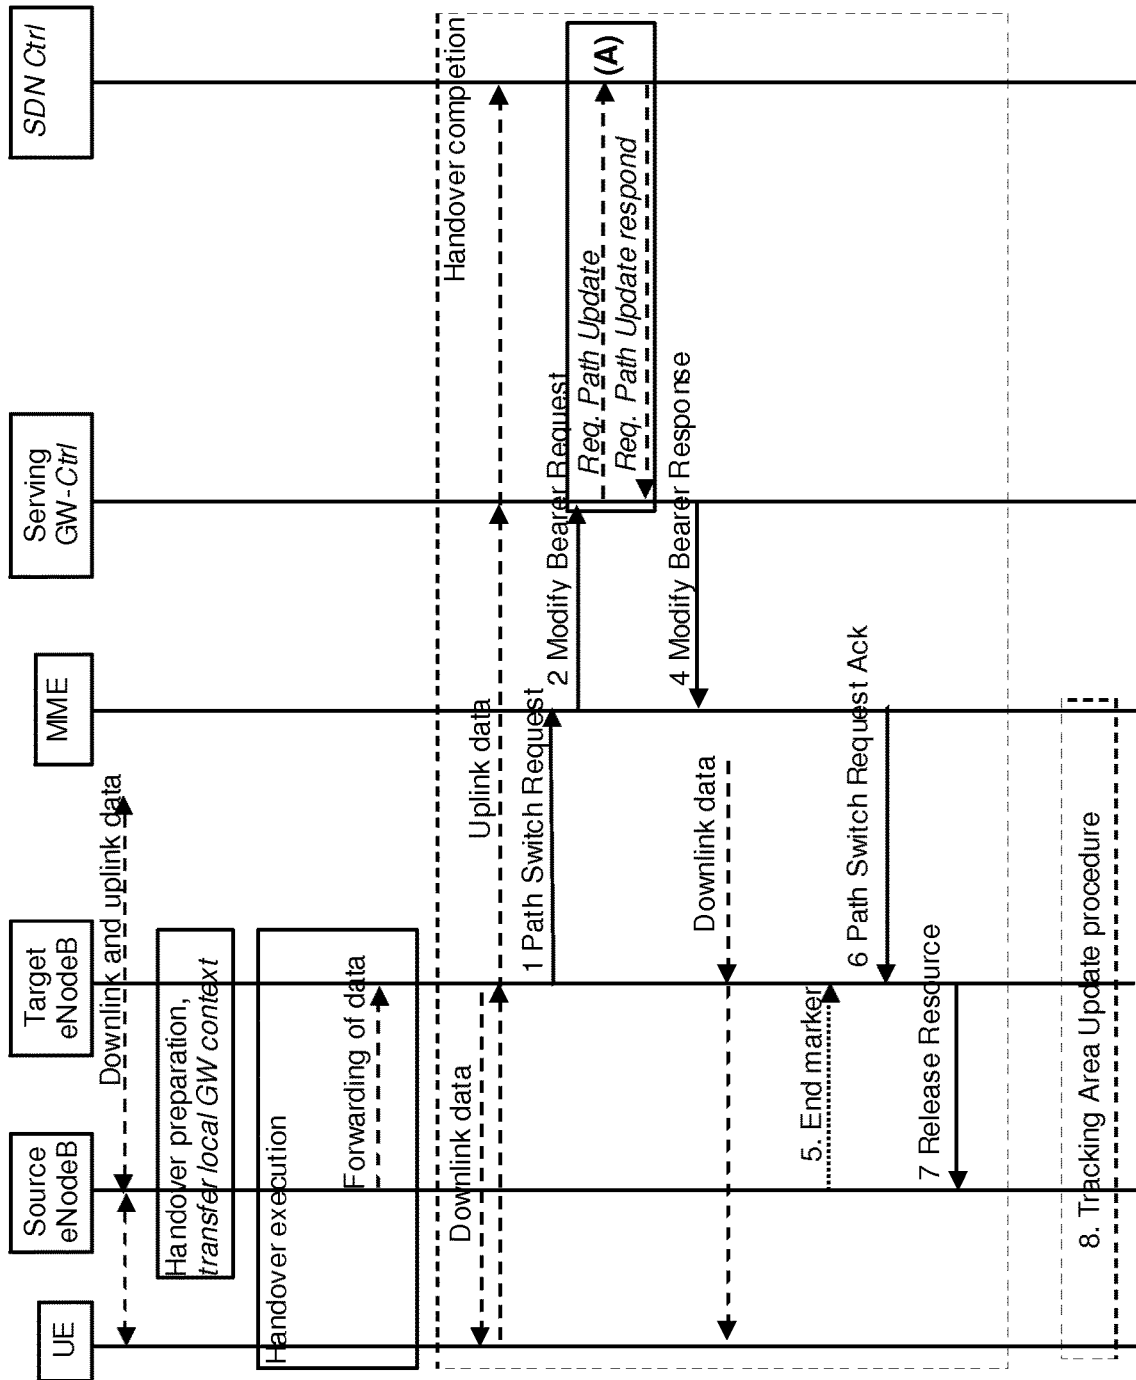 UE
Source
eNodeB
Target
eNodeB
MME
Serving
GW-Ctrl
SDN Ctrl
Downlink and uplink data
Handover preparation,
transfer local GW context
Handover execution
Forwarding of data
Handover completion
Downlink data
Uplink data
1 Path Switch Request
2 Modify Bearer Request
Req. Path Update
(A)
Req. Path Update respond
4 Modify Bearer Response
Downlink data
5. End marker
6 Path Switch Request Ack
7 Release Resource
8. Tracking Area Update procedure